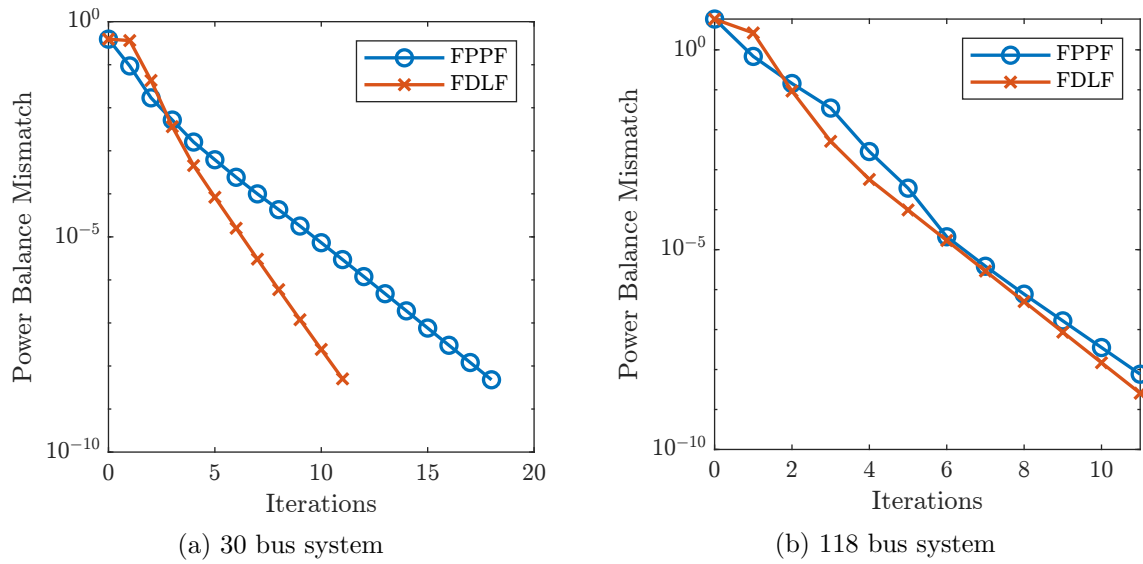 10^0
10^{-5}
10^{-10}
Power Balance Mismatch
FPPF
FDLF
0 5 10 15 20
Iterations
(a) 30 bus system
10^0
10^{-5}
10^{-10}
Power Balance Mismatch
FPPF
FDLF
0 2 4 6 8 10
Iterations
(b) 118 bus system